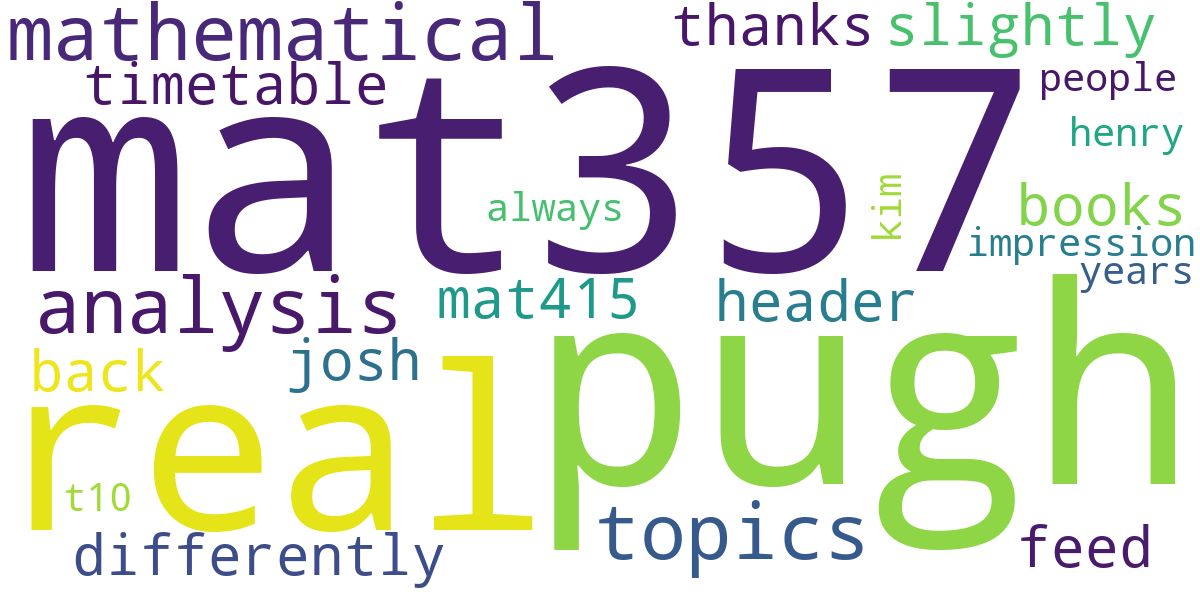 mathematical
thanks
slightly
timetable
people
mat357
henry
always
kim
books
impression
years
analysis
mat415
header
back
josh
real
pugh
t10
topics
differently
feed